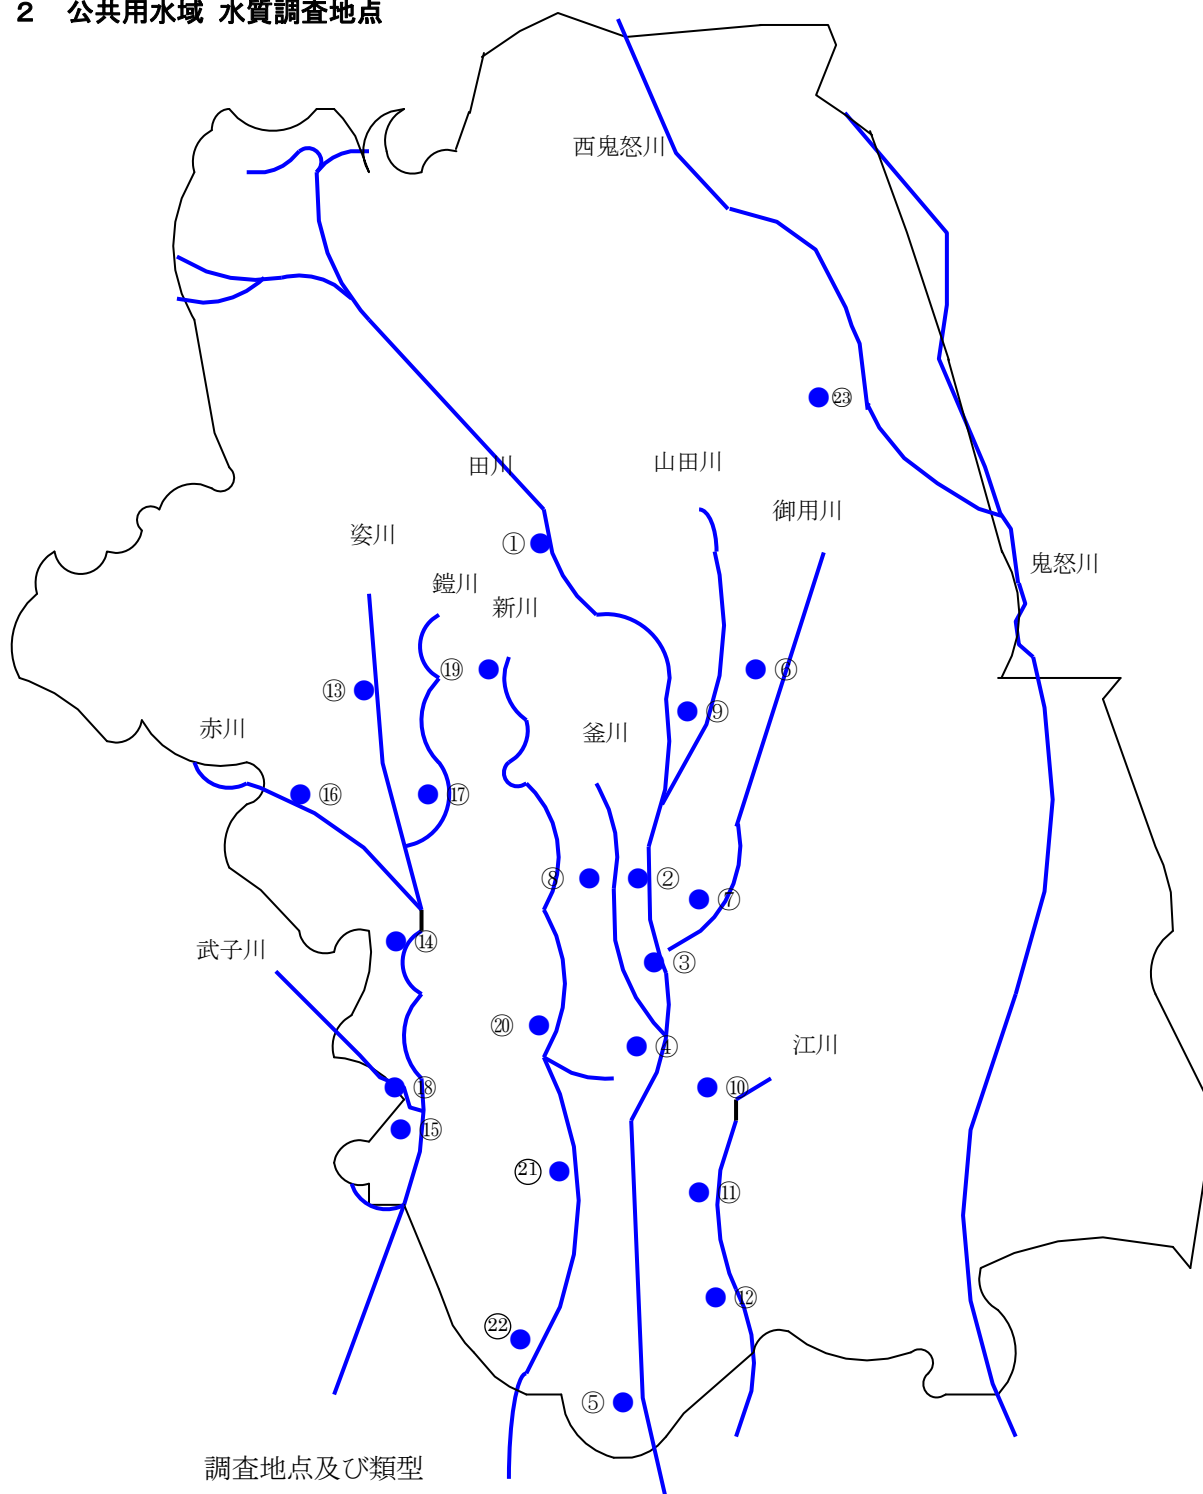 2 公共用水域 水質調査地点
西鬼怒川
㉓
田川
山田川
御用川
姿川
①
鬼怒川
鎧川
新川
⑲
⑥
⑬
⑨
赤川
釜川
⑯
⑰
⑧
②
⑦
武子川
⑭
③
⑳
④
江川
⑱
⑩
⑮
㉑
⑪
⑫
㉒
⑤
調査地点及び類型